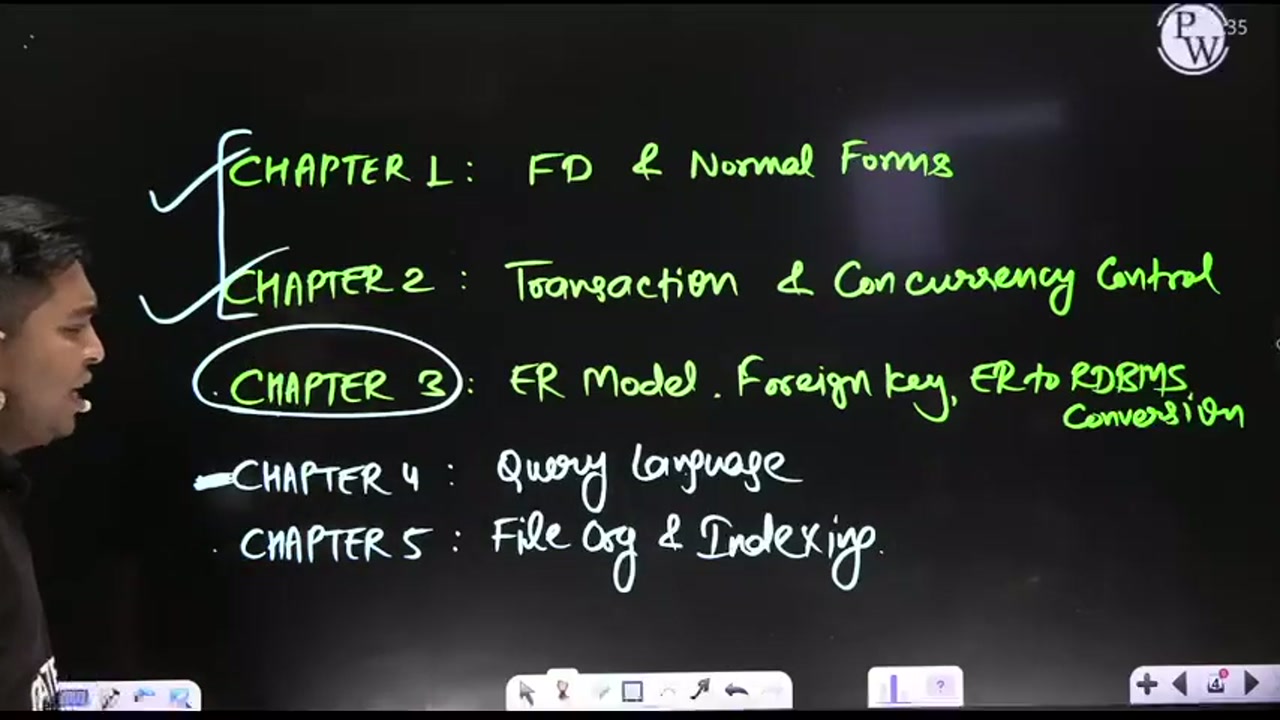 P
W
35
CHAPTER 1 : FD & Normal Forms
CHAPTER 2 : Transaction & Concurrency Control
CHAPTER 3 : ER Model . Foreign key, ER to RDBMS
Conversion
CHAPTER 4 : Query Language
CHAPTER 5 : File Org & Indexing.